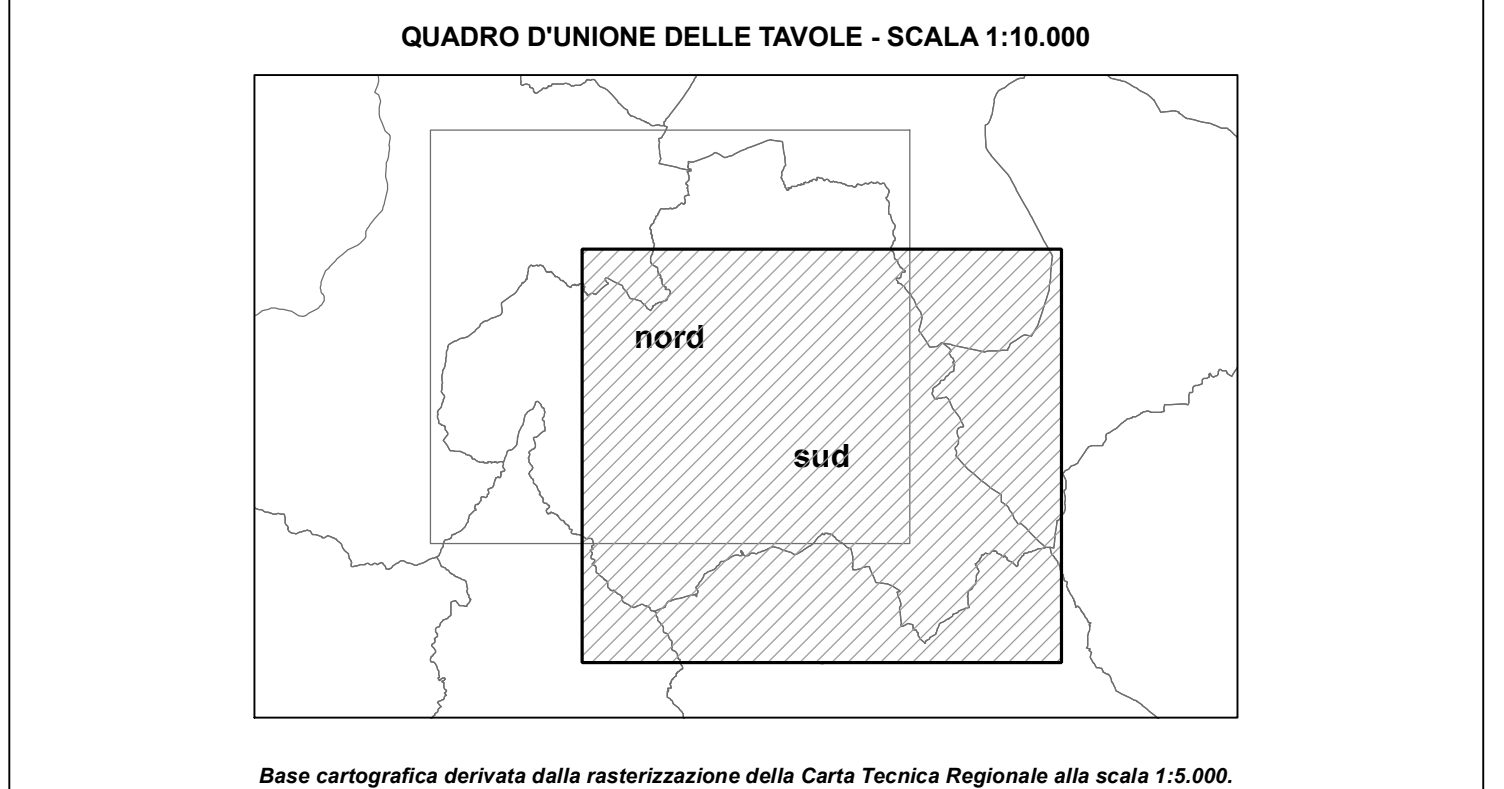 QUADRO D'UNIONE DELLE TAVOLE - SCALA 1:10.000
nord
sud
Base cartografica derivata dalla rasterizzazione della Carta Tecnica Regionale alla scala 1:5.000.